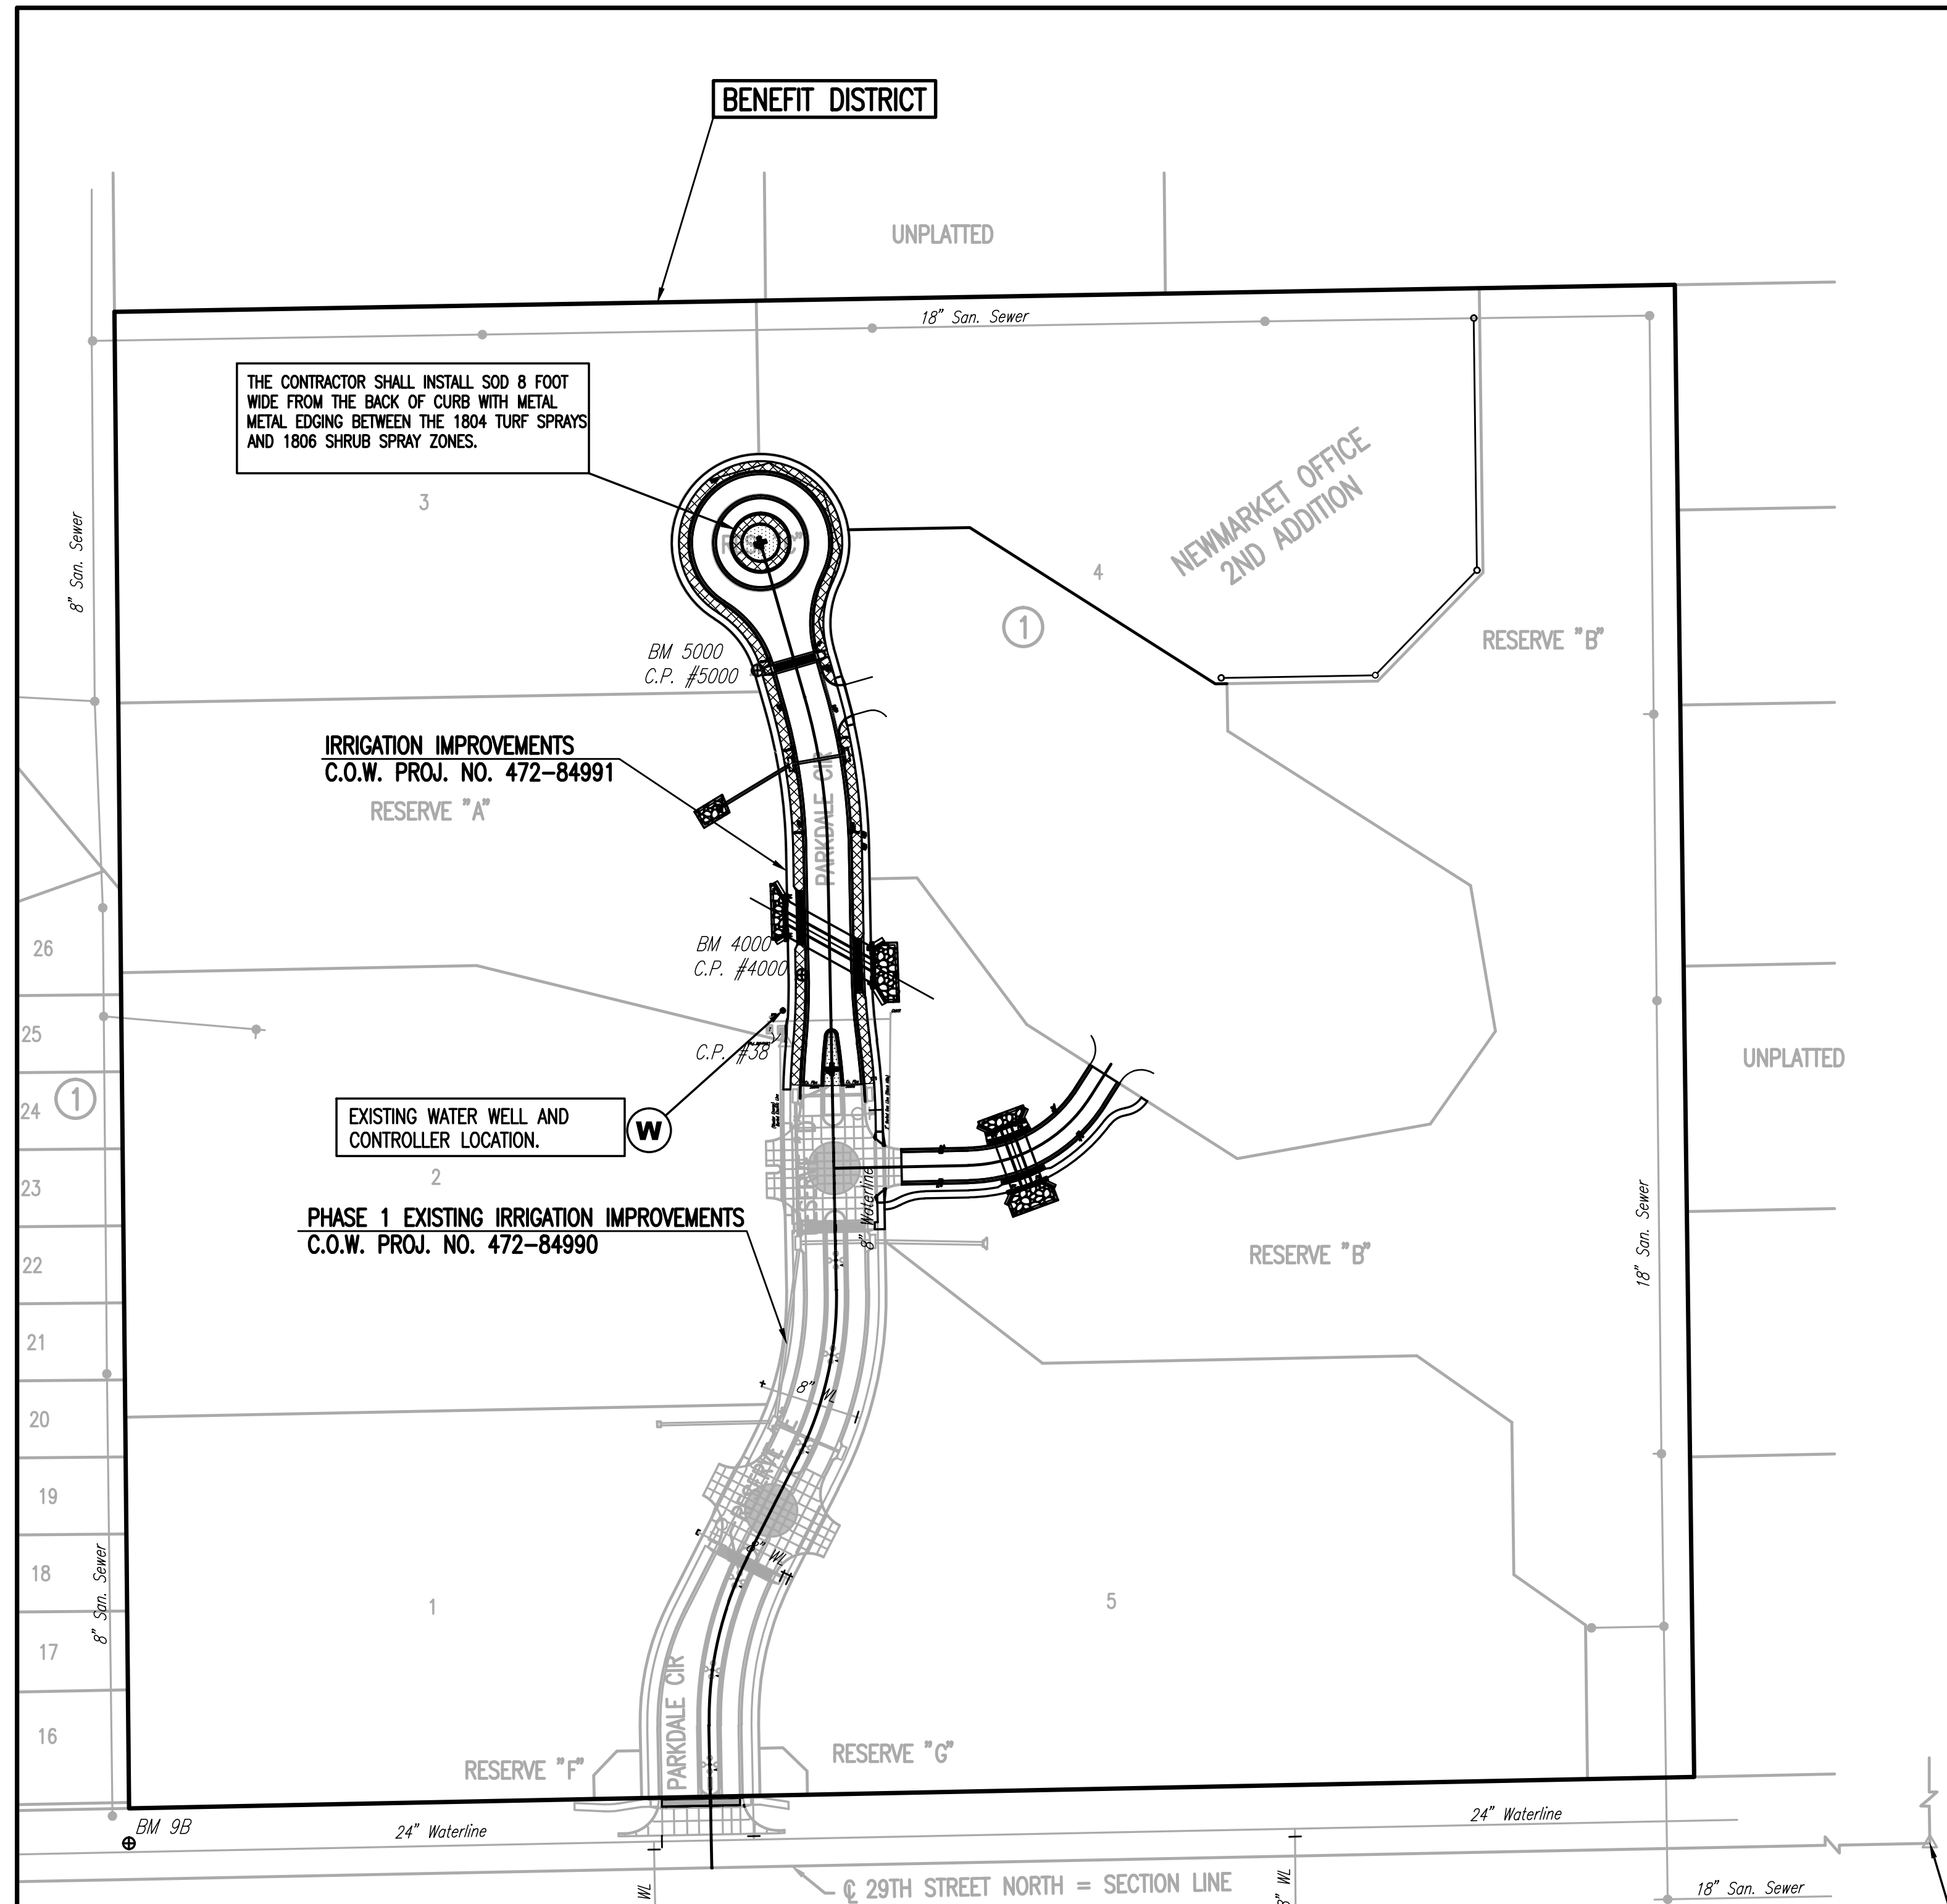 BENEFIT DISTRICT
UNPLATTED
18" San. Sewer
THE CONTRACTOR SHALL INSTALL SOD 8 FOOT
WIDE FROM THE BACK OF CURB WITH METAL
METAL EDGING BETWEEN THE 1804 TURF SPRAYS
AND 1806 SHRUB SPRAY ZONES.
3
NEWMARKET OFFICE
2ND ADDITION
8" San. Sewer
4
1
RESERVE "B"
BM 5000
C.P. #5000
IRRIGATION IMPROVEMENTS
C.O.W. PROJ. NO. 472-84991
RESERVE "A"
PARKDALE CIR
26
BM 4000
C.P. #4000
25
C.P. #38
UNPLATTED
24
1
EXISTING WATER WELL AND
CONTROLLER LOCATION.
W
2
23
8" Waterline
18" San. Sewer
PHASE 1 EXISTING IRRIGATION IMPROVEMENTS
C.O.W. PROJ. NO. 472-84990
RESERVE "B"
22
21
8" WL
20
RESERVE
19
8" WL
18
8" San. Sewer
1
5
17
PARKDALE CIR
16
RESERVE "F"
RESERVE "G"
BM 9B
24" Waterline
24" Waterline
WL
℄ 29TH STREET NORTH = SECTION LINE
8" WL
18" San. Sewer